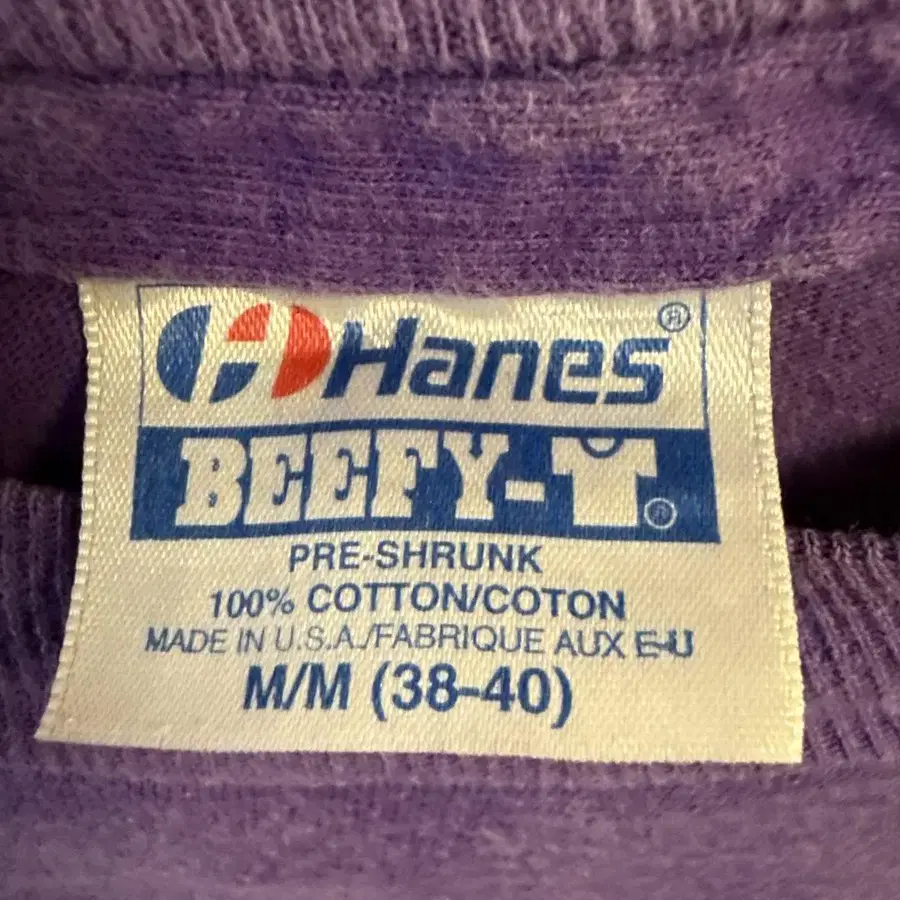 Hanes®
BEEFY-T®
PRE-SHRUNK
100% COTTON/COTON
MADE IN U.S.A./FABRIQUE AUX E-U
M/M (38-40)